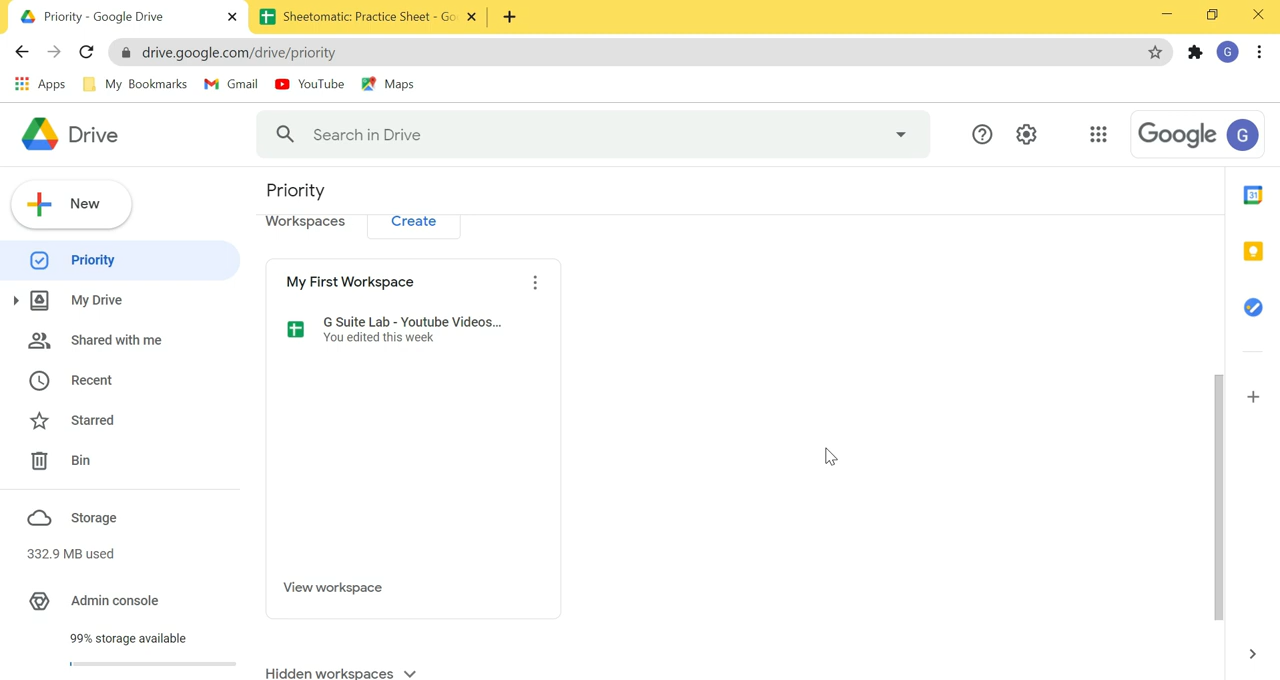 Priority - Google Drive
Sheetomatic: Practice Sheet - Go
drive.google.com/drive/priority
G
Apps
My Bookmarks
Gmail
YouTube
Maps
Drive
Search in Drive
Google
G
New
Priority
31
Workspaces
Create
Priority
My First Workspace
My Drive
G Suite Lab - Youtube Videos...
You edited this week
Shared with me
Recent
Starred
Bin
Storage
332.9 MB used
View workspace
Admin console
99% storage available
Hidden workspaces